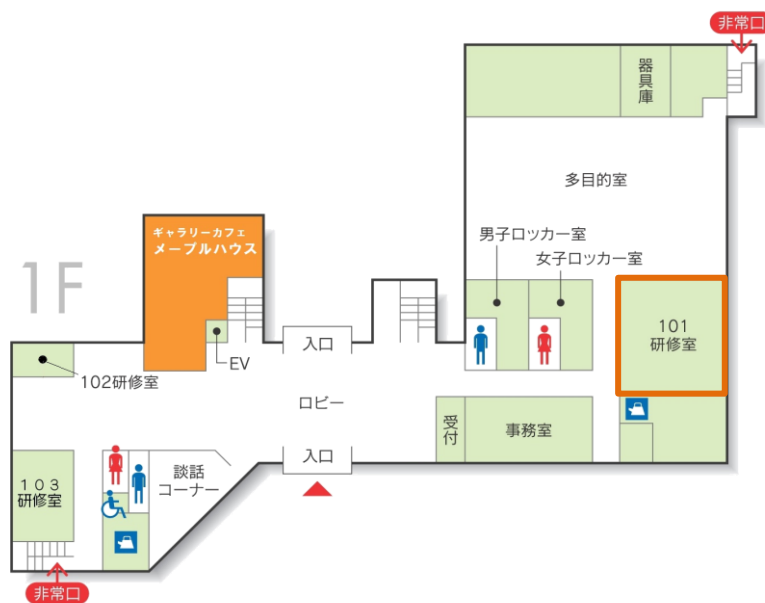 非常口
器具庫
多目的室
ギャラリーカフェ
メープルハウス
男子ロッカー室
女子ロッカー室
1F
101
研修室
入口
EV
102研修室
ロビー
受付
事務室
入口
談話
コーナー
103
研修室
非常口